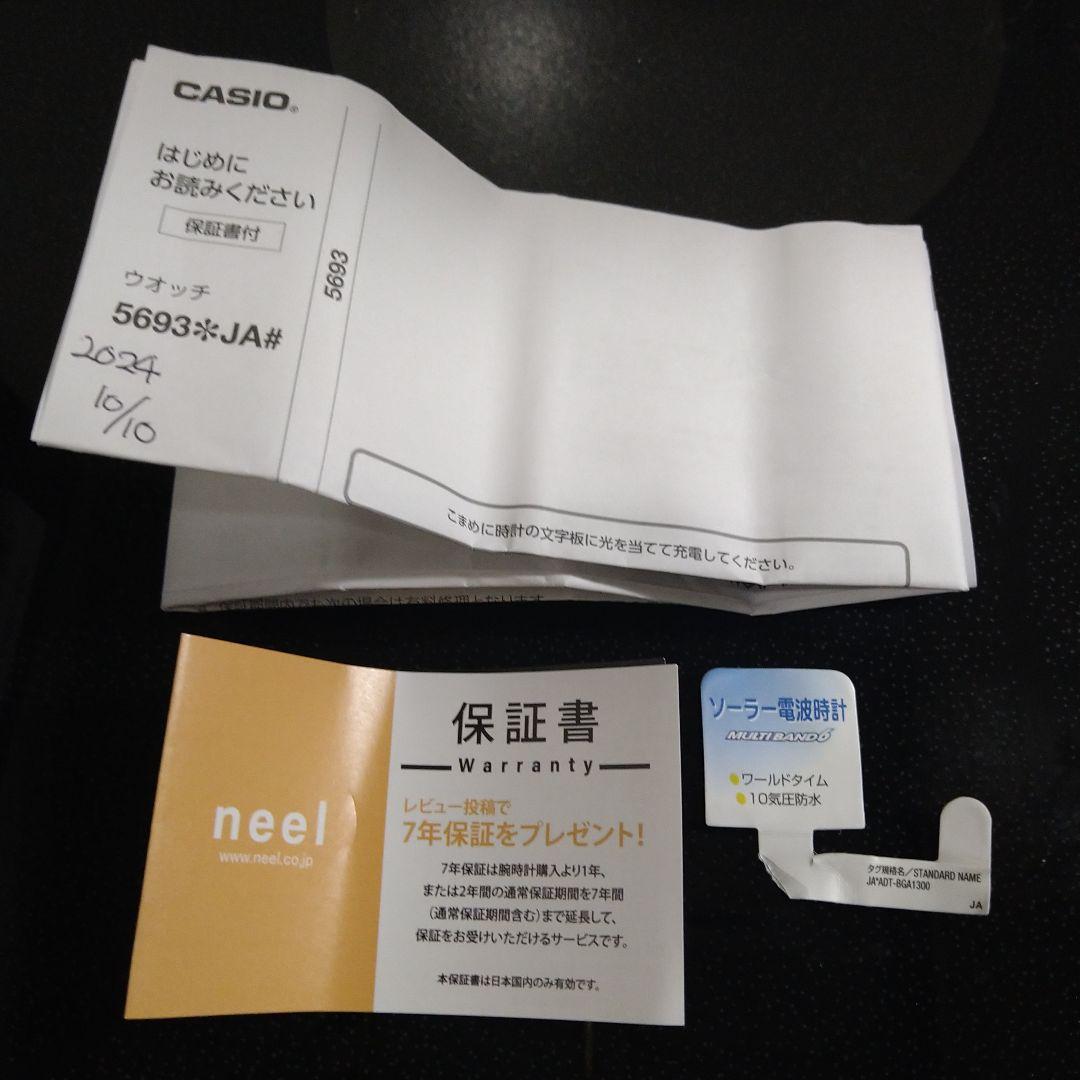 CASIO®
はじめに
お読みください
保証書付
ウオッチ
5693✻JA#
2024
10/10
5693
こまめに時計の文字板に光を当てて充電してください。
neel
www.neel.co.jp
保証書
Warranty
レビュー投稿で
7年保証をプレゼント!
7年保証は腕時計購入より1年、
または2年間の通常保証期間を7年間
(通常保証期間含む)まで延長して、
保証をお受けいただけるサービスです。
本保証書は日本国内のみ有効です。
ソーラー電波時計
MULTI BAND 6
ワールドタイム
10気圧防水
タグ規格名/STANDARD NAME
JA*ADT-BGA1300
JA